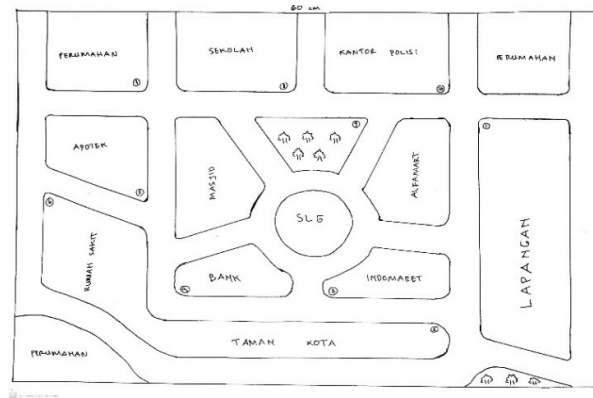 60 cm
PERUMAHAN
SEKOLAH
KANTOR POLISI
PERUMAHAN
APOTEK
MASJID
ALFAMART
SLG
RUMAH SAKIT
BANK
INDOMARET
LAPANGAN
TAMAN KOTA
PERUMAHAN